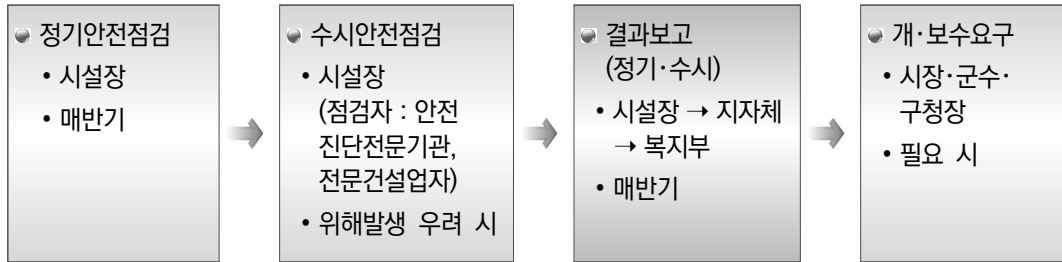 정기안전점검
• 시설장
• 매반기
수시안전점검
• 시설장
(점검자 : 안전
진단전문기관,
전문건설업자)
• 위해발생 우려 시
결과보고
(정기·수시)
• 시설장 → 지자체
→ 복지부
• 매반기
개·보수요구
• 시장·군수·
구청장
• 필요 시